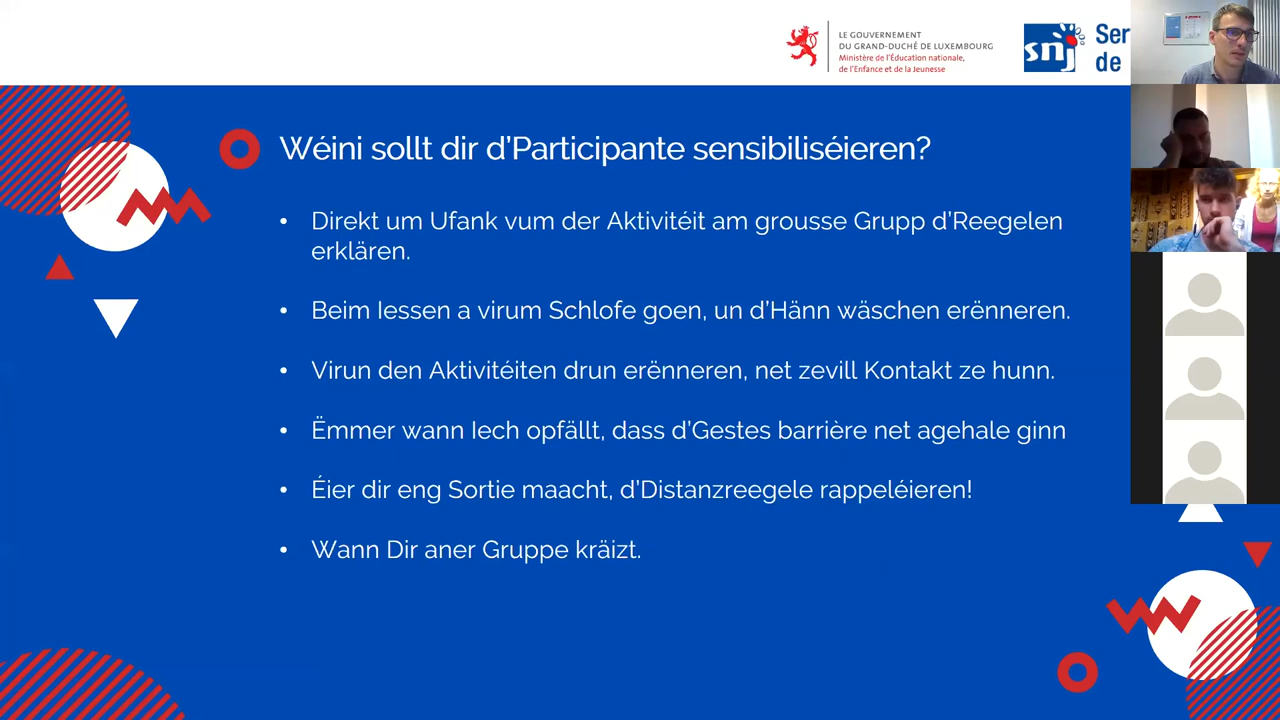 LE GOUVERNEMENT
DU GRAND-DUCHÉ DE LUXEMBOURG
Ministère de l'Éducation nationale,
de l'Enfance et de la Jeunesse
snj
Ser
de
Wéini sollt dir d'Participante sensibiliséieren?
• Direkt um Ufank vum der Aktivitéit am grousse Grupp d'Reegelen
erklären.
• Beim Iessen a virum Schlofe goen, un d'Hänn wäschen erënneren.
• Virun den Aktivitéiten drun erënneren, net zevill Kontakt ze hunn.
• Ëmmer wann Iech opfällt, dass d'Gestes barrière net agehale ginn
• Éier dir eng Sortie maacht, d'Distanzreegele rappeléieren!
• Wann Dir aner Gruppe kräizt.